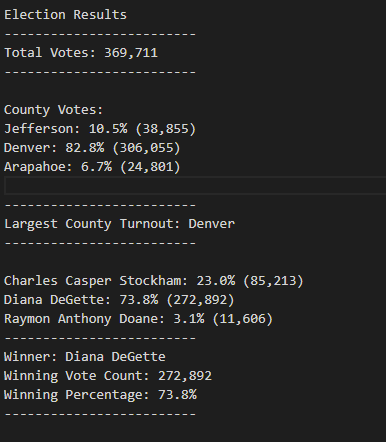 Election Results
-------------------------
Total Votes: 369,711
-------------------------
County Votes:
Jefferson: 10.5% (38,855)
Denver: 82.8% (306,055)
Arapahoe: 6.7% (24,801)
-------------------------
Largest County Turnout: Denver
-------------------------
Charles Casper Stockham: 23.0% (85,213)
Diana DeGette: 73.8% (272,892)
Raymon Anthony Doane: 3.1% (11,606)
-------------------------
Winner: Diana DeGette
Winning Vote Count: 272,892
Winning Percentage: 73.8%
-------------------------